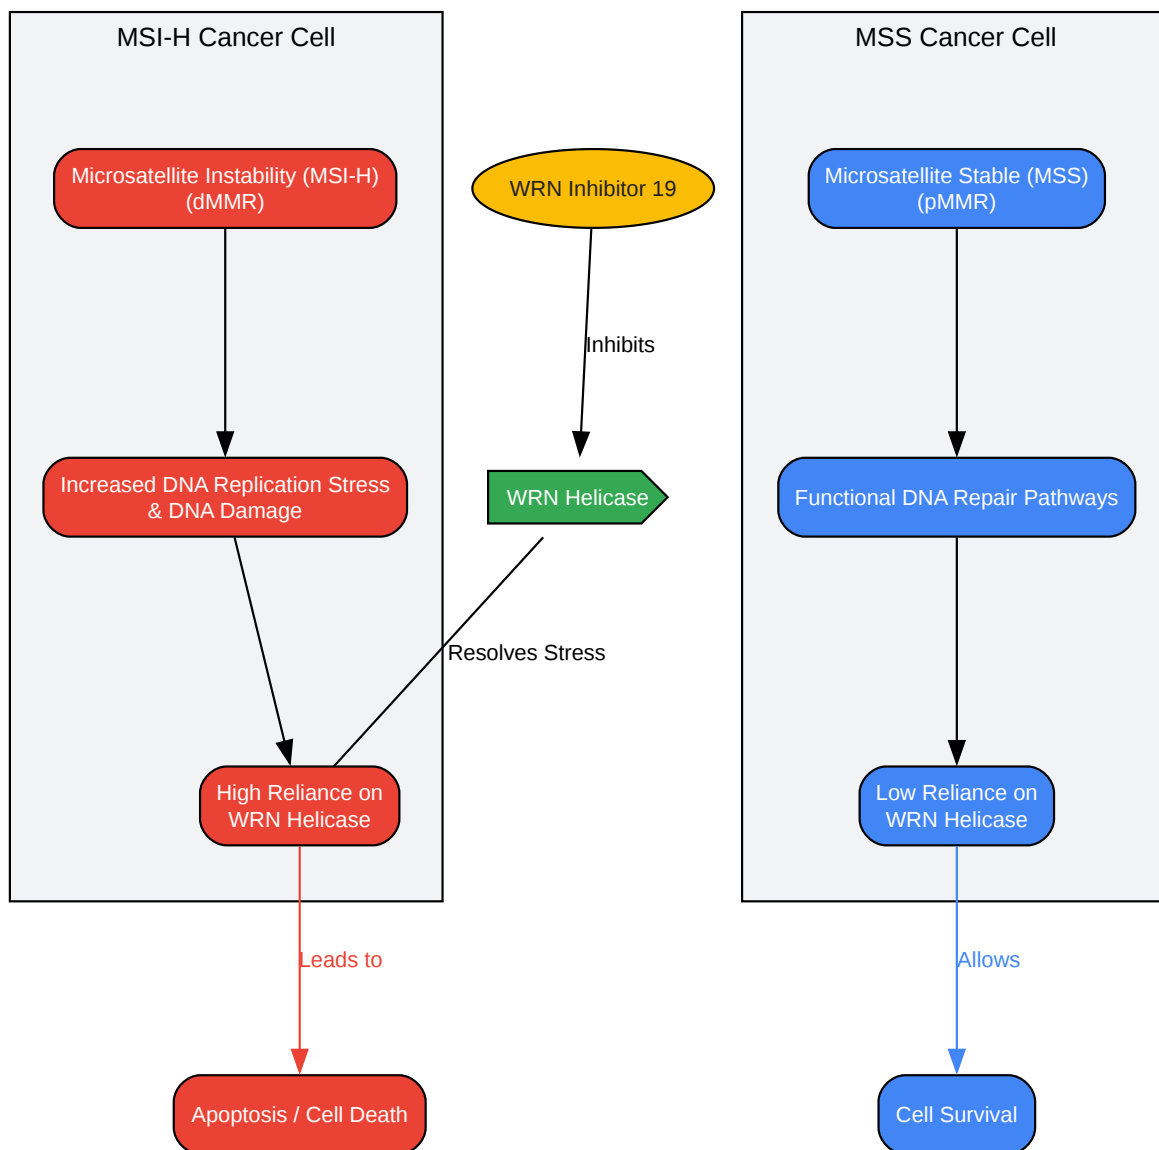 MSI-H Cancer Cell
MSS Cancer Cell
Microsatellite Instability (MSI-H)
(dMMR)
WRN Inhibitor 19
Microsatellite Stable (MSS)
(pMMR)
Inhibits
Increased DNA Replication Stress
& DNA Damage
WRN Helicase
Functional DNA Repair Pathways
Resolves Stress
High Reliance on
WRN Helicase
Low Reliance on
WRN Helicase
Leads to
Allows
Apoptosis / Cell Death
Cell Survival